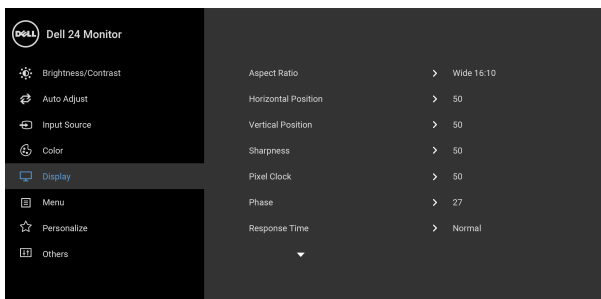 DELL Dell 24 Monitor
Brightness/Contrast
Auto Adjust
Input Source
Color
Display
Menu
Personalize
Others
Aspect Ratio Wide 16:10
Horizontal Position 50
Vertical Position 50
Sharpness 50
Pixel Clock 50
Phase 27
Response Time Normal